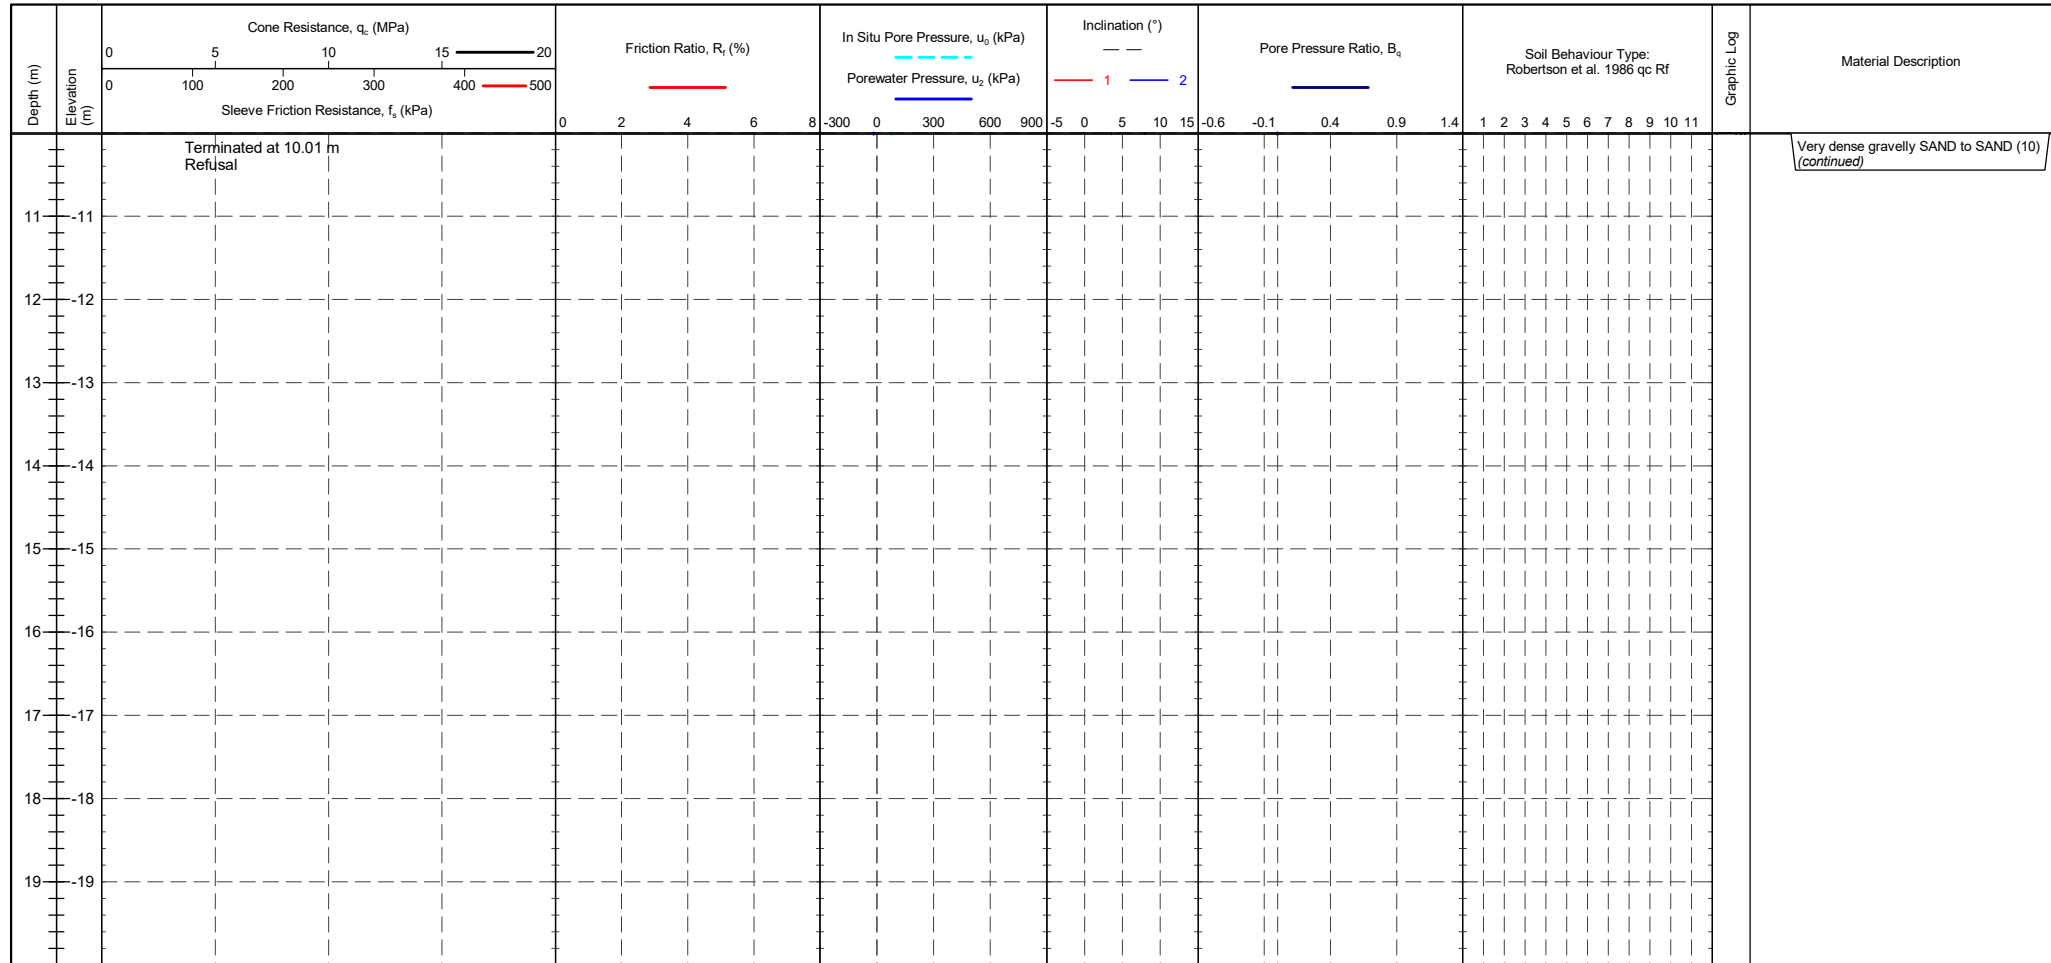 Depth (m)
Elevation
(m)
Cone Resistance, qc (MPa)
0 5 10 15 20
0 100 200 300 400 500
Sleeve Friction Resistance, fs (kPa)
Friction Ratio, Rf (%)
0 2 4 6 8
In Situ Pore Pressure, u0 (kPa)
Porewater Pressure, u2 (kPa)
-300 0 300 600 900
Inclination (°)
1 2
-5 0 5 10 15
Pore Pressure Ratio, Bq
-0.6 -0.1 0.4 0.9 1.4
Soil Behaviour Type:
Robertson et al. 1986 qc Rf
1 2 3 4 5 6 7 8 9 10 11
Graphic Log
Material Description
Terminated at 10.01 m
Refusal
Very dense gravelly SAND to SAND (10)
(continued)
11 -11
12 -12
13 -13
14 -14
15 -15
16 -16
17 -17
18 -18
19 -19